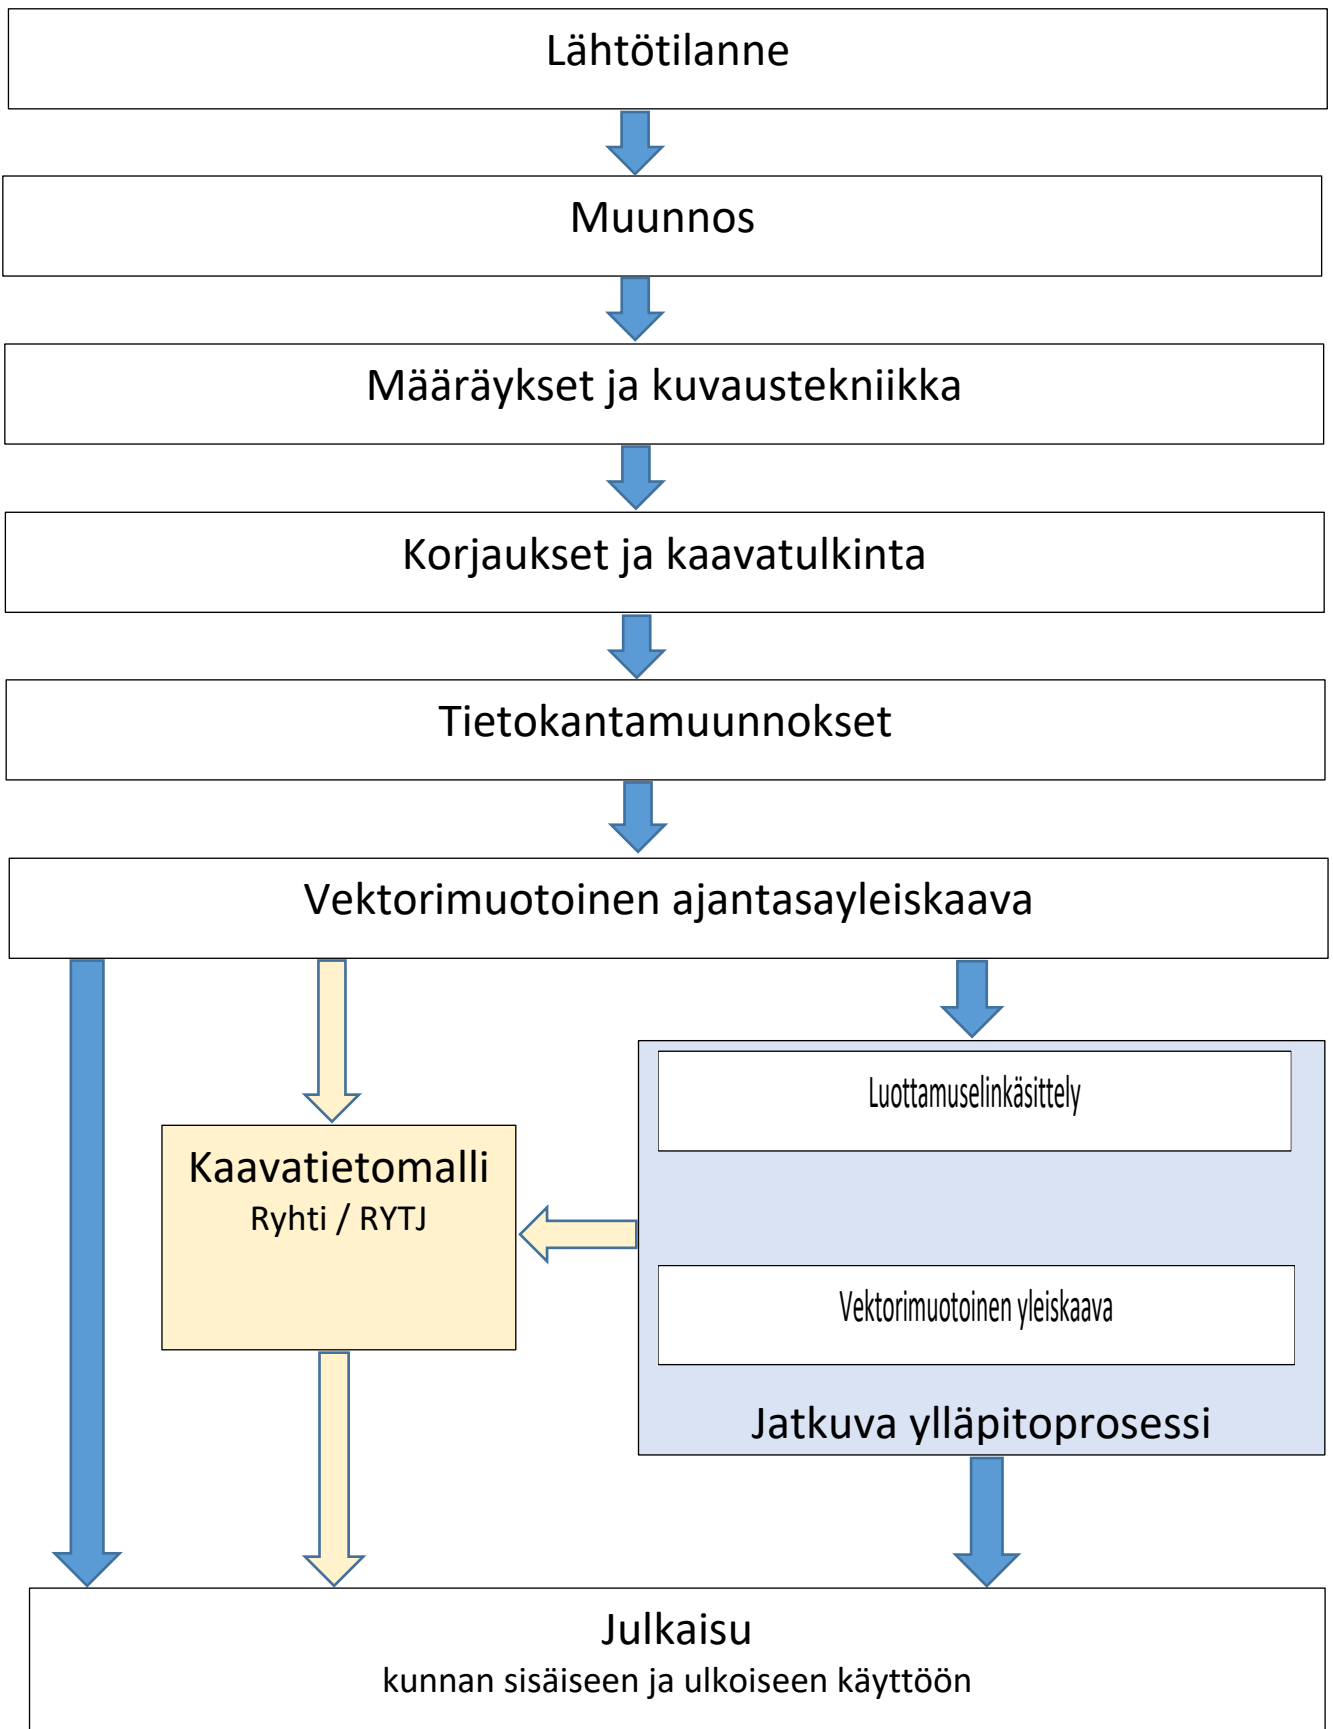 Lähtötilanne
Muunnos
Määräykset ja kuvaustekniikka
Korjaukset ja kaavatulkinta
Tietokantamuunnokset
Vektorimuotoinen ajantasayleiskaava
Luottamuselinkäsittely
Kaavatietomalli
Ryhti / RYTJ
Vektorimuotoinen yleiskaava
Jatkuva ylläpitoprosessi
Julkaisu
kunnan sisäiseen ja ulkoiseen käyttöön